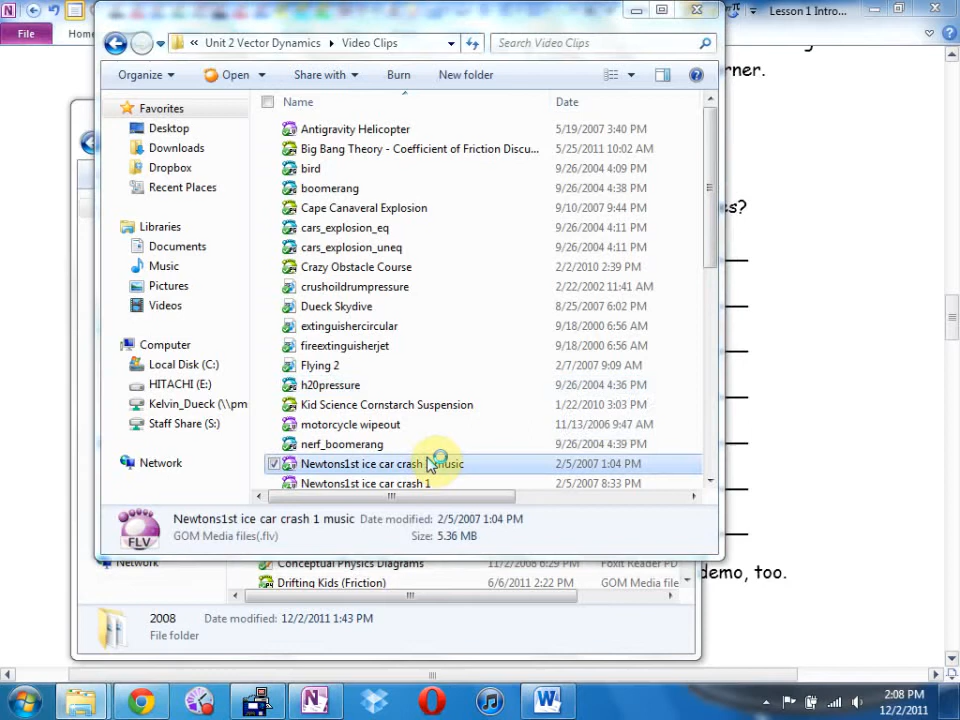 Lesson 1 Intro...
File
Home
Unit 2 Vector Dynamics
Video Clips
Search Video Clips
Organize
Open
Share with
Burn
New folder
rner.
Favorites
Desktop
Downloads
Dropbox
Recent Places
Libraries
Documents
Music
Pictures
Videos
Computer
Local Disk (C:)
HITACHI (E:)
Kelvin_Dueck (\\pm
Staff Share (S:)
Network
Name Date
Antigravity Helicopter 5/19/2007 3:40 PM
Big Bang Theory - Coefficient of Friction Discu... 5/25/2011 10:02 AM
bird 9/26/2004 4:09 PM
boomerang 9/26/2004 4:38 PM
Cape Canaveral Explosion 9/10/2007 9:44 PM
cars_explosion_eq 9/26/2004 4:11 PM
cars_explosion_uneq 9/26/2004 4:11 PM
Crazy Obstacle Course 2/2/2010 2:39 PM
crushoildrumpressure 2/22/2002 11:41 AM
Dueck Skydive 8/25/2007 6:02 PM
extinguishercircular 9/18/2000 6:56 AM
fireextinguisherjet 9/18/2000 6:56 AM
Flying 2 2/7/2007 9:09 AM
h20pressure 9/26/2004 4:36 PM
Kid Science Cornstarch Suspension 1/22/2010 3:03 PM
motorcycle wipeout 11/13/2006 9:47 AM
nerf_boomerang 9/26/2004 4:39 PM
Newtons1st ice car crash music 2/5/2007 1:04 PM
Newtons1st ice car crash 1 2/5/2007 8:33 PM
es?
Newtons1st ice car crash 1 music Date modified: 2/5/2007 1:04 PM
GOM Media files(.flv) Size: 5.36 MB
FLV
Network
Conceptual Physics Diagrams 11/2/2006 6:26 PM Foxit Reader PD
Drifting Kids (Friction) 6/6/2011 2:22 PM GOM Media file
demo, too.
2008 Date modified: 12/2/2011 1:43 PM
File folder
2:08 PM
12/2/2011